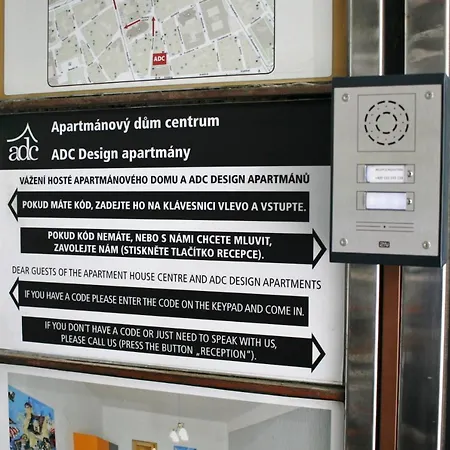 ADC
adc
Apartmánový dům centrum
ADC Design apartmány
VÁŽENÍ HOSTÉ APARTMÁNOVÉHO DOMU A ADC DESIGN APARTMÁNŮ
POKUD MÁTE KÓD, ZADEJTE HO NA KLÁVESNICI VLEVO A VSTUPTE.
POKUD KÓD NEMÁTE, NEBO S NÁMI CHCETE MLUVIT,
ZAVOLEJTE NÁM (STISKNĚTE TLAČÍTKO RECEPCE).
DEAR GUESTS OF THE APARTMENT HOUSE CENTRE AND ADC DESIGN APARTMENTS
IF YOU HAVE A CODE PLEASE ENTER THE CODE ON THE KEYPAD AND COME IN.
IF YOU DON'T HAVE A CODE OR JUST NEED TO SPEAK WITH US,
PLEASE CALL US (PRESS THE BUTTON „RECEPTION").
2N